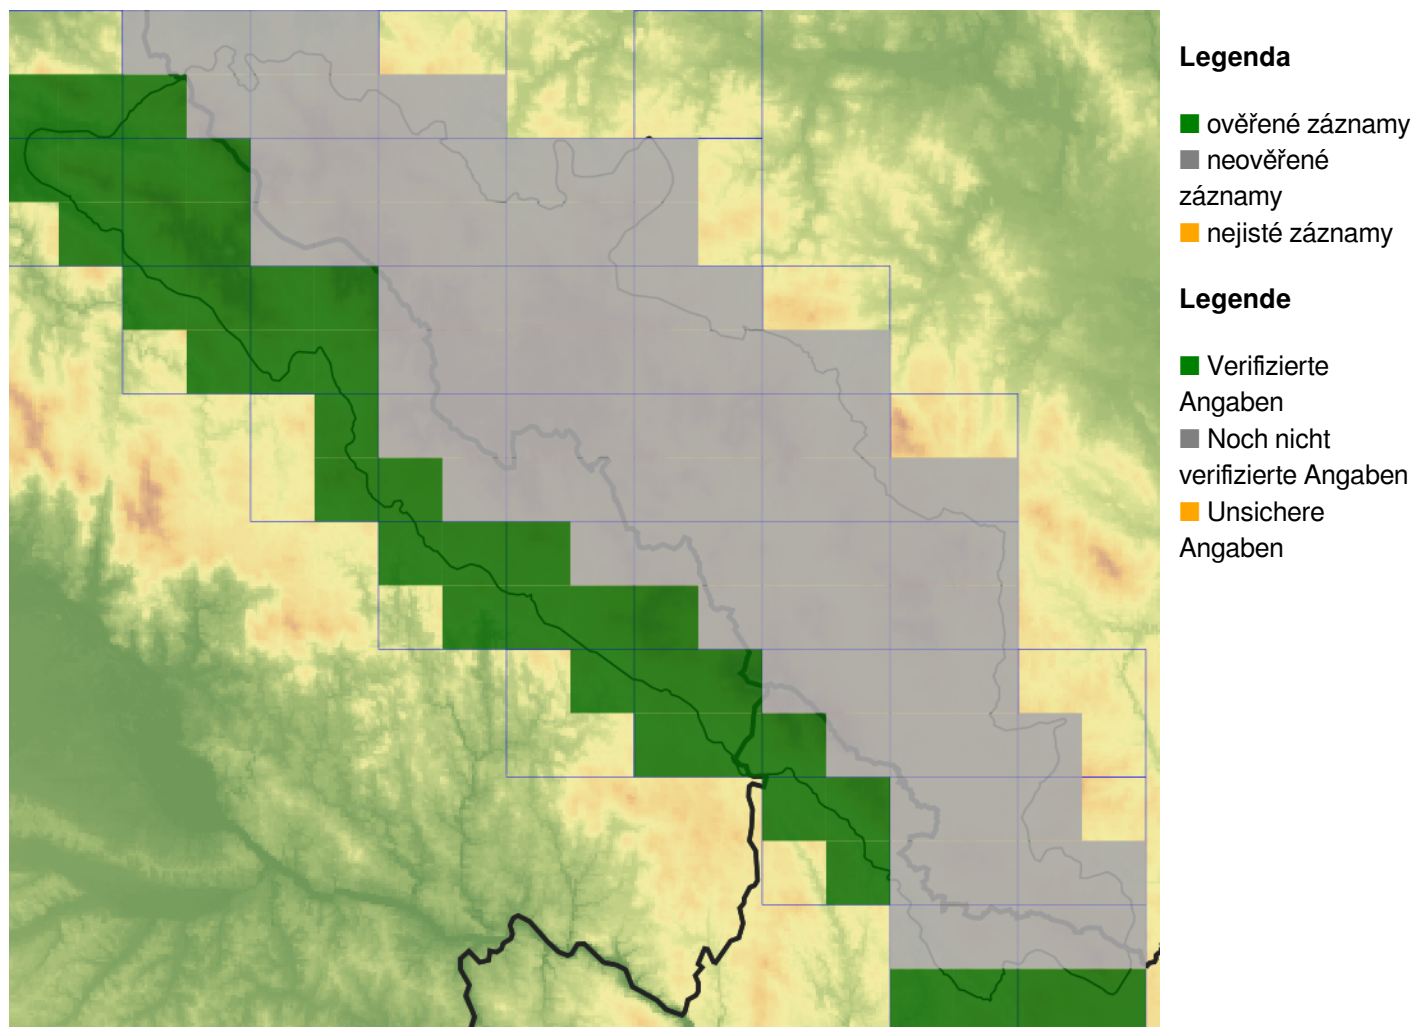 Legenda
ověřené záznamy
neověřené
záznamy
nejisté záznamy
Legende
Verifizierte
Angaben
Noch nicht
verifizierte Angaben
Unsichere
Angaben